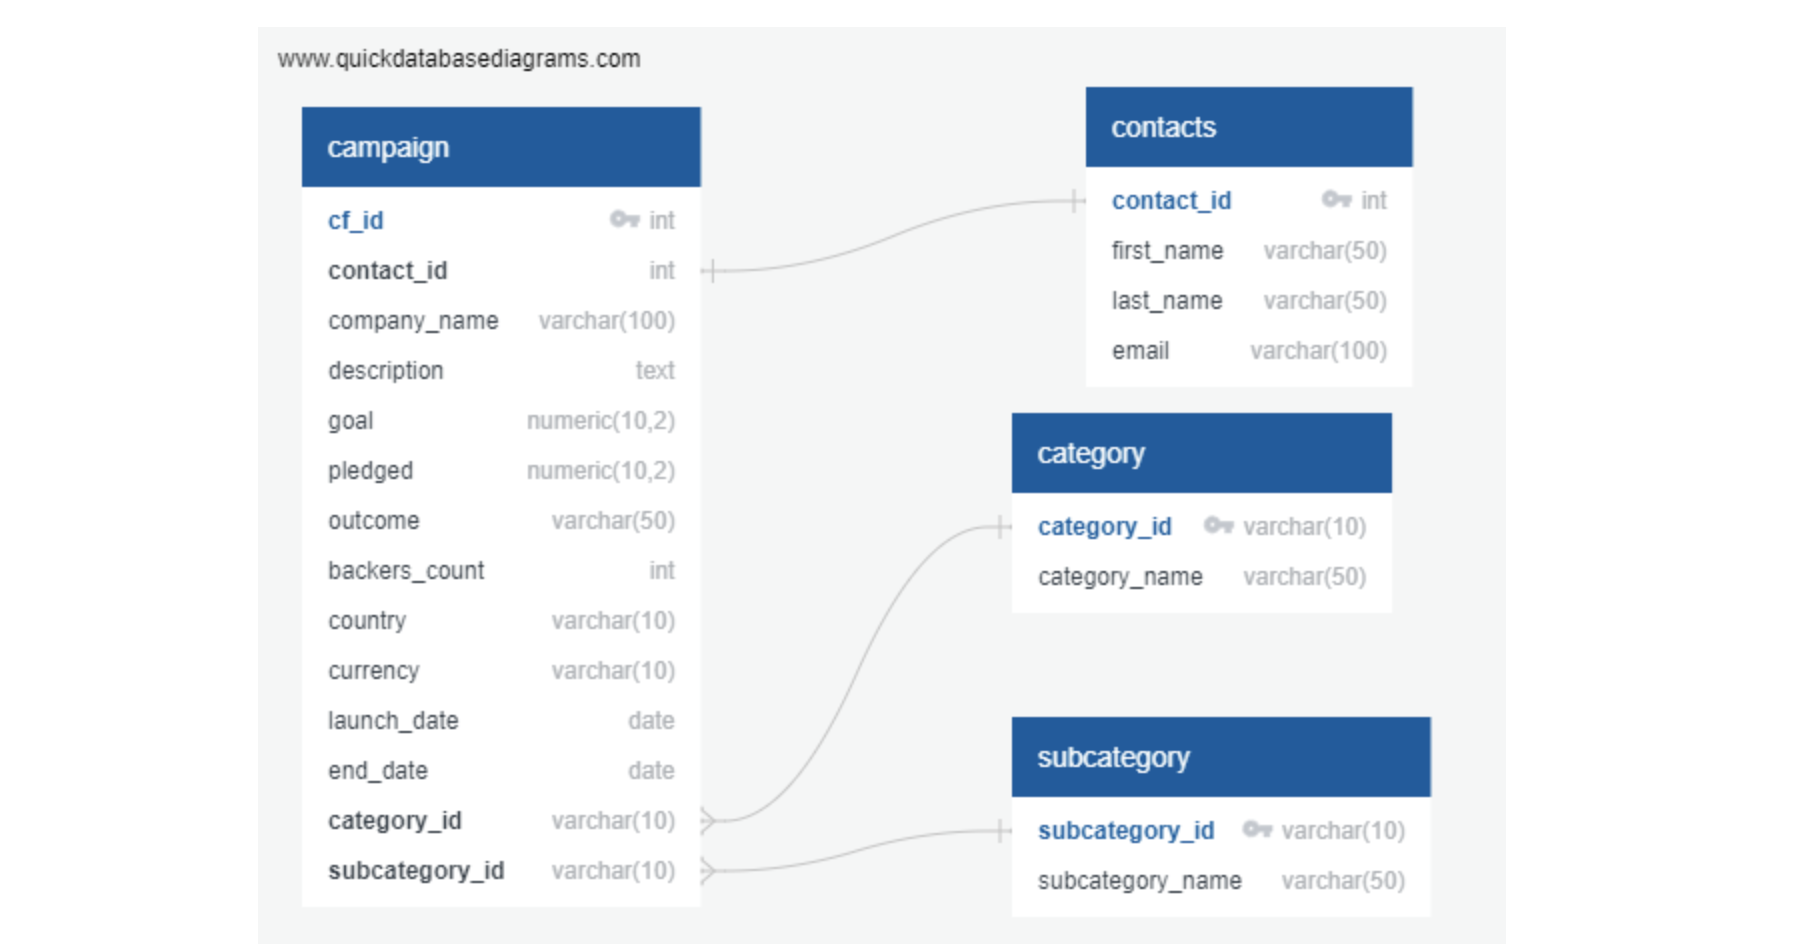 www.quickdatabasediagrams.com
campaign
cf_id int
contact_id int
company_name varchar(100)
description text
goal numeric(10,2)
pledged numeric(10,2)
outcome varchar(50)
backers_count int
country varchar(10)
currency varchar(10)
launch_date date
end_date date
category_id varchar(10)
subcategory_id varchar(10)
contacts
contact_id int
first_name varchar(50)
last_name varchar(50)
email varchar(100)
category
category_id varchar(10)
category_name varchar(50)
subcategory
subcategory_id varchar(10)
subcategory_name varchar(50)